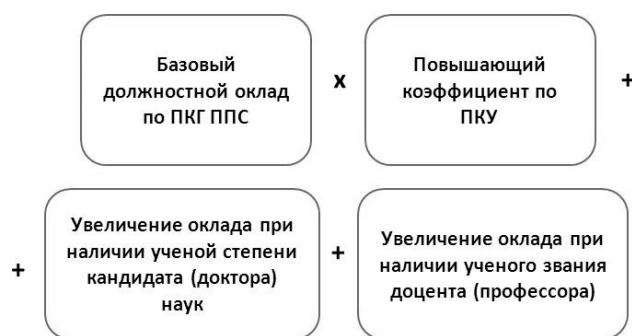 Базовый
должностной оклад
по ПКГ ППС
х
Повышающий
коэффициент по
ПКУ
+
+
Увеличение оклада при
наличии ученой степени
кандидата (доктора)
наук
+
Увеличение оклада при
наличии ученого звания
доцента (профессора)